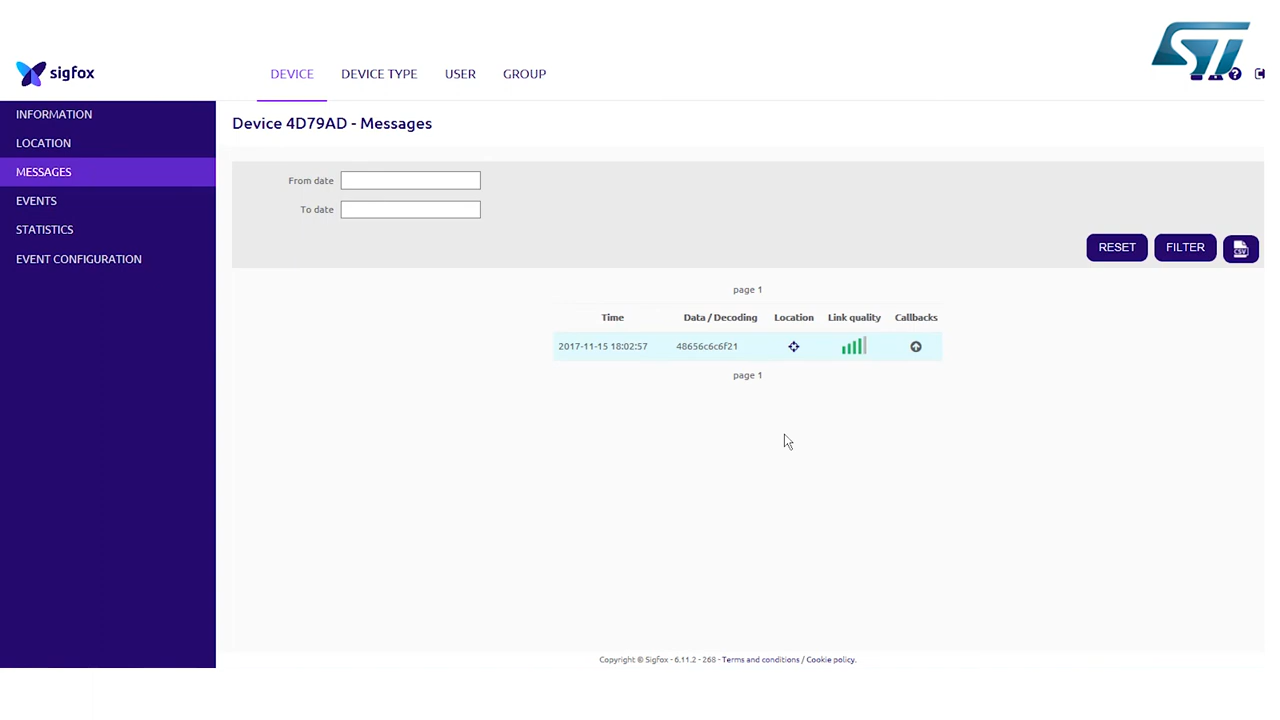 ST
sigfox
DEVICE
DEVICE TYPE
USER
GROUP
INFORMATION
LOCATION
MESSAGES
EVENTS
STATISTICS
EVENT CONFIGURATION
Device 4D79AD - Messages
From date
To date
RESET
FILTER
CSV
page 1
Time Data / Decoding Location Link quality Callbacks
2017-11-15 18:02:57 48656c6c6f21
page 1
Copyright © Sigfox - 6.11.2 - 268 - Terms and conditions / Cookie policy.